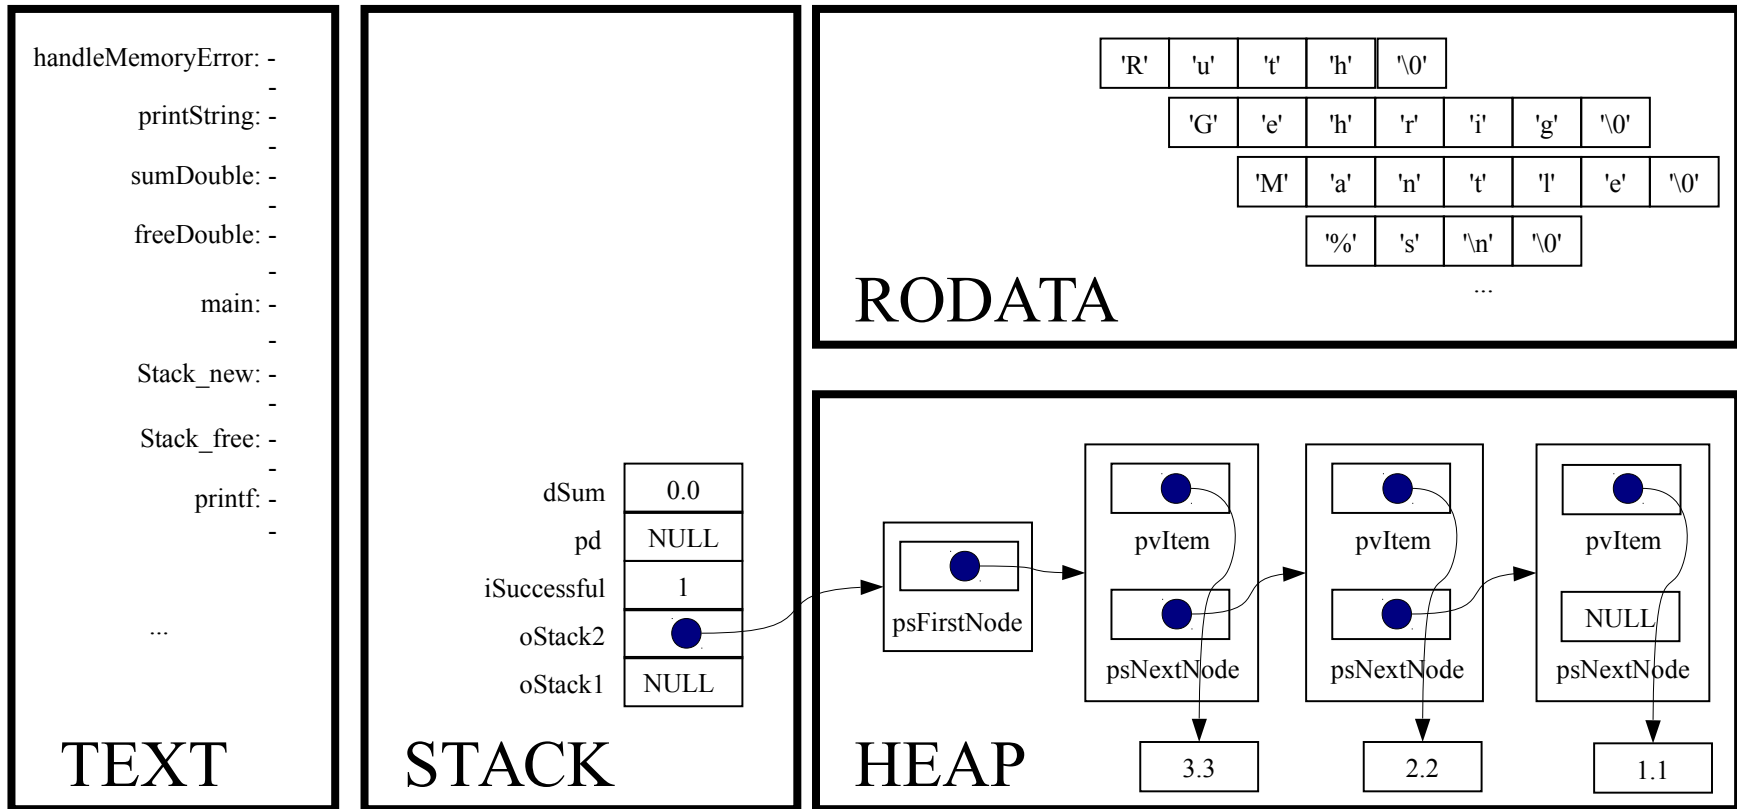 handleMemoryError: -
-
printString: -
-
sumDouble: -
-
freeDouble: -
-
main: -
-
Stack_new: -
-
Stack_free: -
-
printf: -
-
...
TEXT
dSum 0.0
pd NULL
iSuccessful 1
oStack2
oStack1 NULL
STACK
'R' 'u' 't' 'h' '\0'
'G' 'e' 'h' 'r' 'i' 'g' '\0'
'M' 'a' 'n' 't' 'l' 'e' '\0'
'%' 's' '\n' '\0'
...
RODATA
pvItem pvItem pvItem
psFirstNode NULL
psNextNode psNextNode psNextNode
3.3 2.2 1.1
HEAP